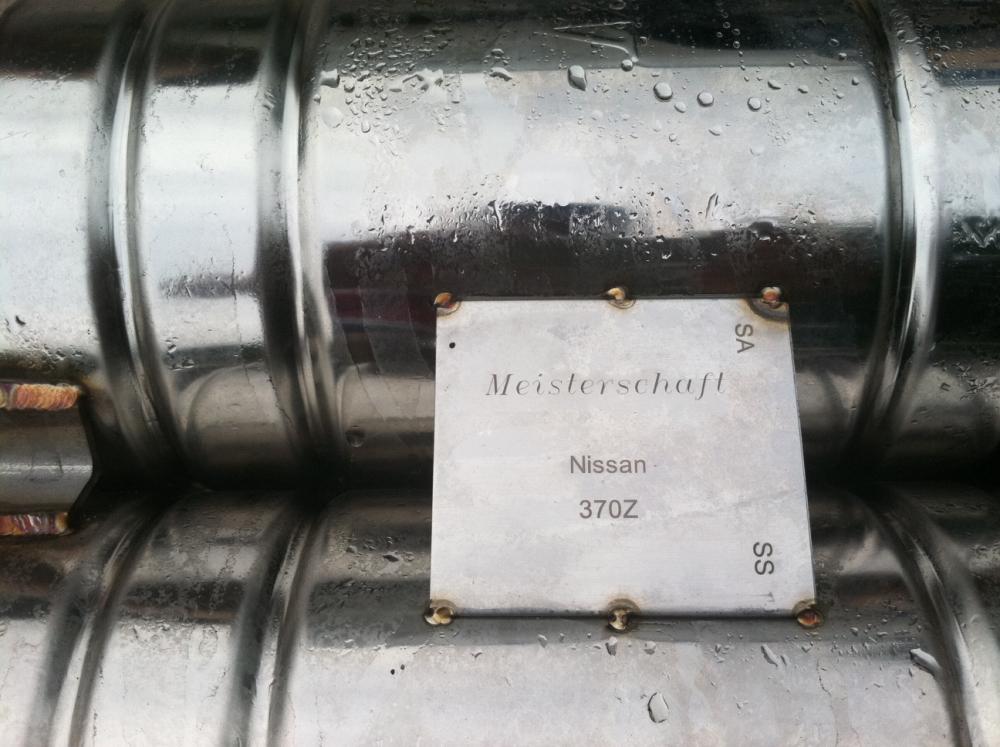 SA
Meisterschaft
Nissan
370Z
SS